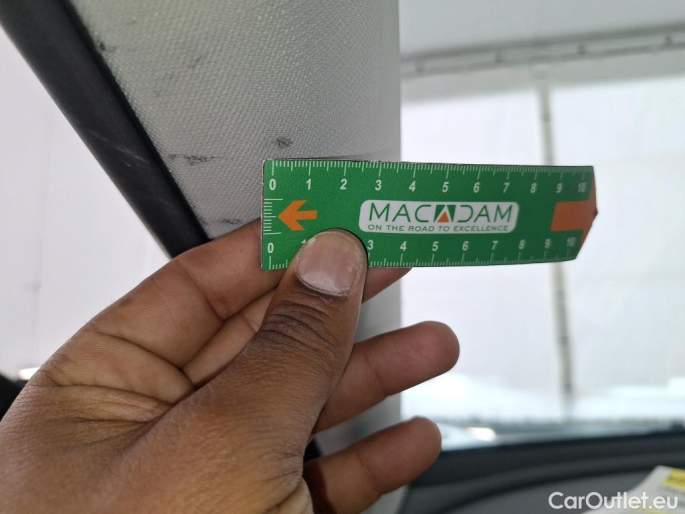 0 1 2 3 4 5 6 7 8 9 10
MACADAM
ON THE ROAD TO EXCELLENCE
0 1 3 4 5 6 7 8 9 10
CarOutlet.eu